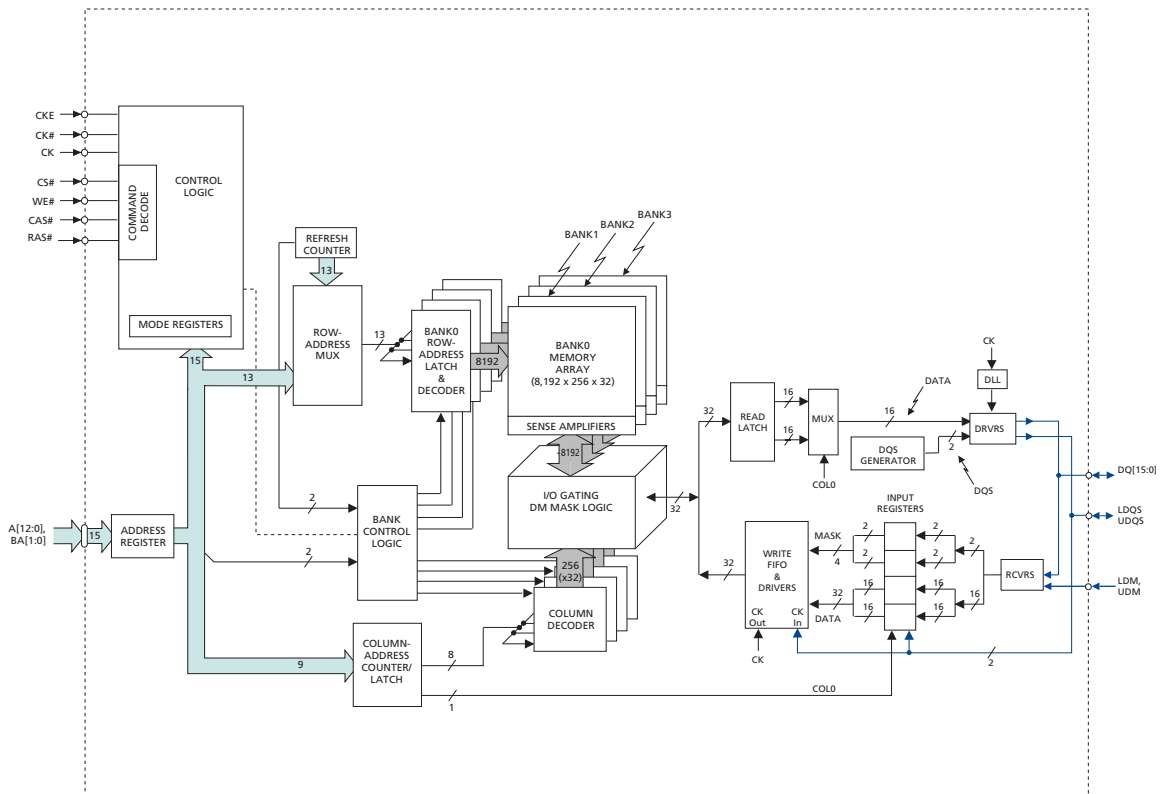 CKE
CK#
CK
CS#
WE#
CAS#
RAS#
COMMAND
DECODE
CONTROL
LOGIC
MODE REGISTERS
15
13
REFRESH
COUNTER
13
ROW-
ADDRESS
MUX
13
BANK0
ROW-
ADDRESS
LATCH
&
DECODER
8192
BANK1
BANK2
BANK3
BANK0
MEMORY
ARRAY
(8,192 x 256 x 32)
SENSE AMPLIFIERS
8192
I/O GATING
DM MASK LOGIC
32
A[12:0],
BA[1:0]
15
ADDRESS
REGISTER
2
2
BANK
CONTROL
LOGIC
256
(x32)
COLUMN
DECODER
9
COLUMN-
ADDRESS
COUNTER/
LATCH
8
1
COL0
32
READ
LATCH
16
16
MUX
COL0
16
DATA
DQS
GENERATOR
2
DQS
CK
DLL
DRVRS
DQ[15:0]
LDQS
UDQS
LDM,
UDM
INPUT
REGISTERS
32
WRITE
FIFO
&
DRIVERS
CK
Out
CK
In
CK
MASK
4
32
DATA
2
2
16
16
2
2
16
16
2
16
RCVRS
2